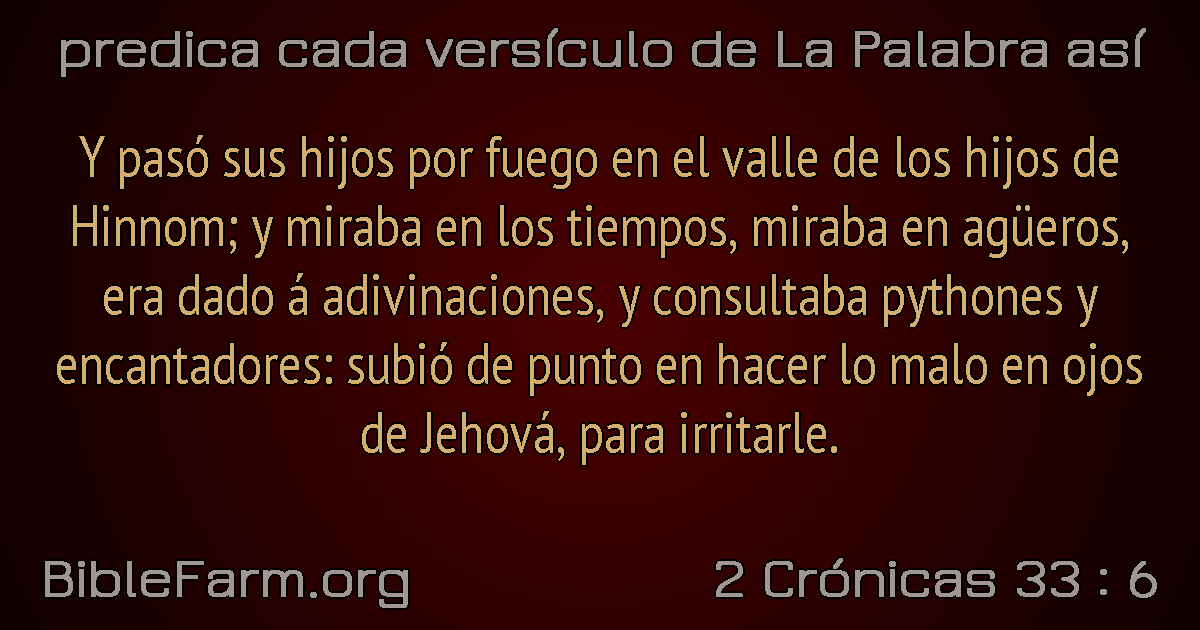 predica cada versículo de La Palabra así
Y pasó sus hijos por fuego en el valle de los hijos de
Hinnom; y miraba en los tiempos, miraba en agüeros,
era dado á adivinaciones, y consultaba pythones y
encantadores: subió de punto en hacer lo malo en ojos
de Jehová, para irritarle.
BibleFarm.org
2 Crónicas 33 : 6